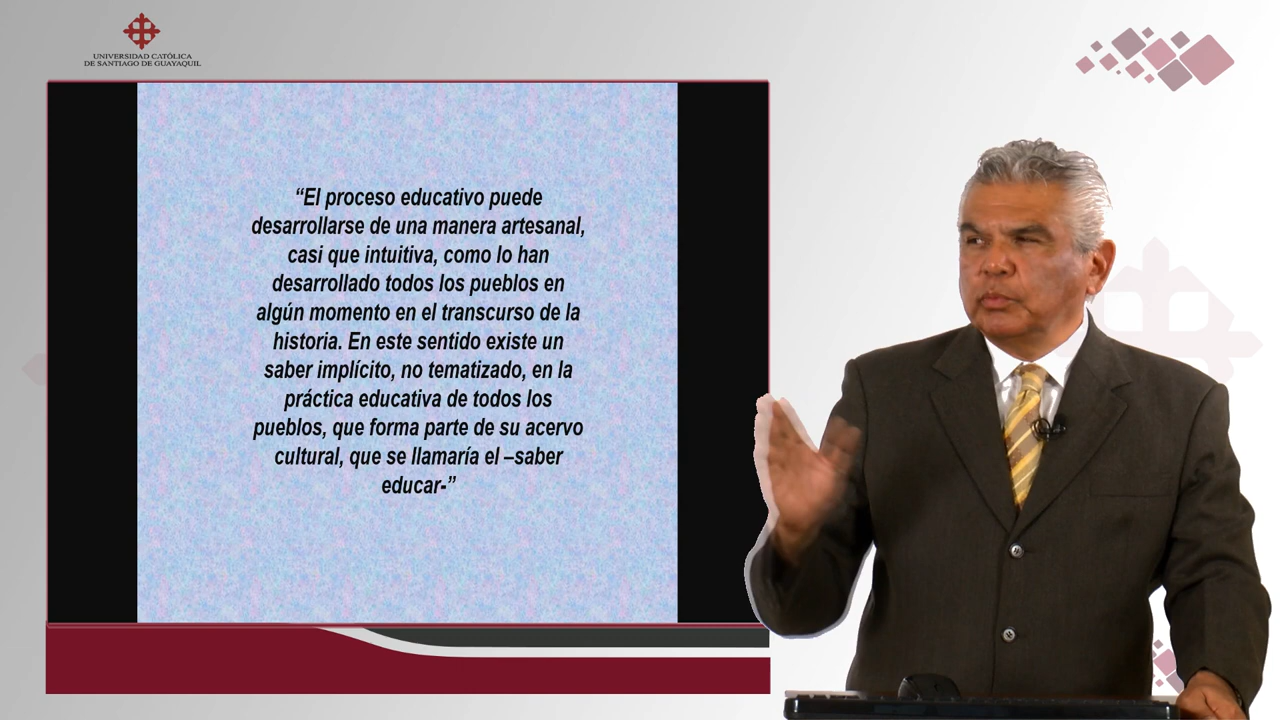 UNIVERSIDAD CATÓLICA
DE SANTIAGO DE GUAYAQUIL
“El proceso educativo puede
desarrollarse de una manera artesanal,
casi que intuitiva, como lo han
desarrollado todos los pueblos en
algún momento en el transcurso de la
historia. En este sentido existe un
saber implícito, no tematizado, en la
práctica educativa de todos los
pueblos, que forma parte de su acervo
cultural, que se llamaría el –saber
educar-”